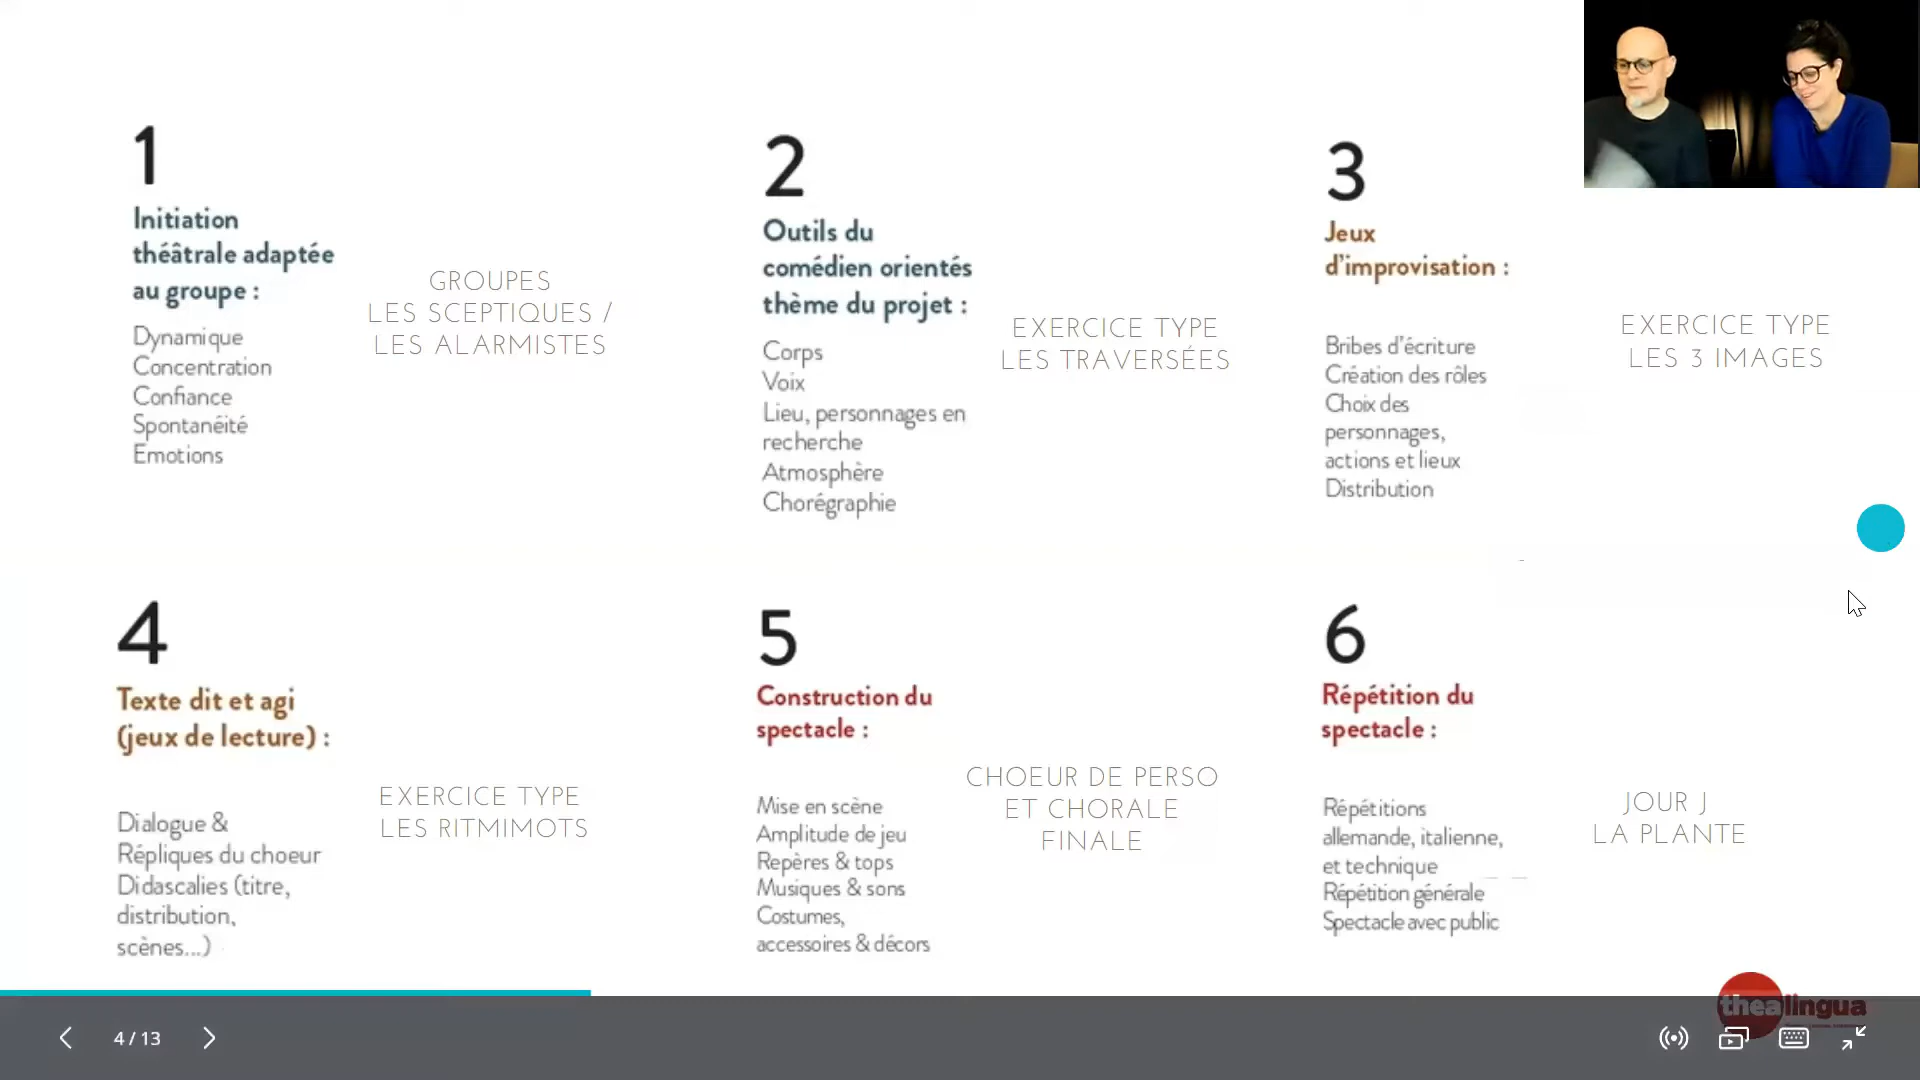 1
Initiation
théâtrale adaptée
au groupe :
Dynamique
Concentration
Confiance
Spontanéité
Emotions
GROUPES
LES SCEPTIQUES /
LES ALARMISTES
2
Outils du
comédien orientés
thème du projet :
Corps
Voix
Lieu, personnages en
recherche
Atmosphère
Chorégraphie
EXERCICE TYPE
LES TRAVERSÉES
3
Jeux
d'improvisation :
Bribes d'écriture
Création des rôles
Choix des
personnages,
actions et lieux
Distribution
EXERCICE TYPE
LES 3 IMAGES
4
Texte dit et agi
(jeux de lecture) :
Dialogue &
Répliques du choeur
Didascalies (titre,
distribution,
scènes...)
EXERCICE TYPE
LES RITMIMOTS
5
Construction du
spectacle :
Mise en scène
Amplitude de jeu
Repères & tops
Musiques & sons
Costumes,
accessoires & décors
CHOEUR DE PERSO
ET CHORALE
FINALE
6
Répétition du
spectacle :
Répétitions
allemande, italienne,
et technique
Répétition générale
Spectacle avec public
JOUR J
LA PLANTE
thealingua
4 / 13